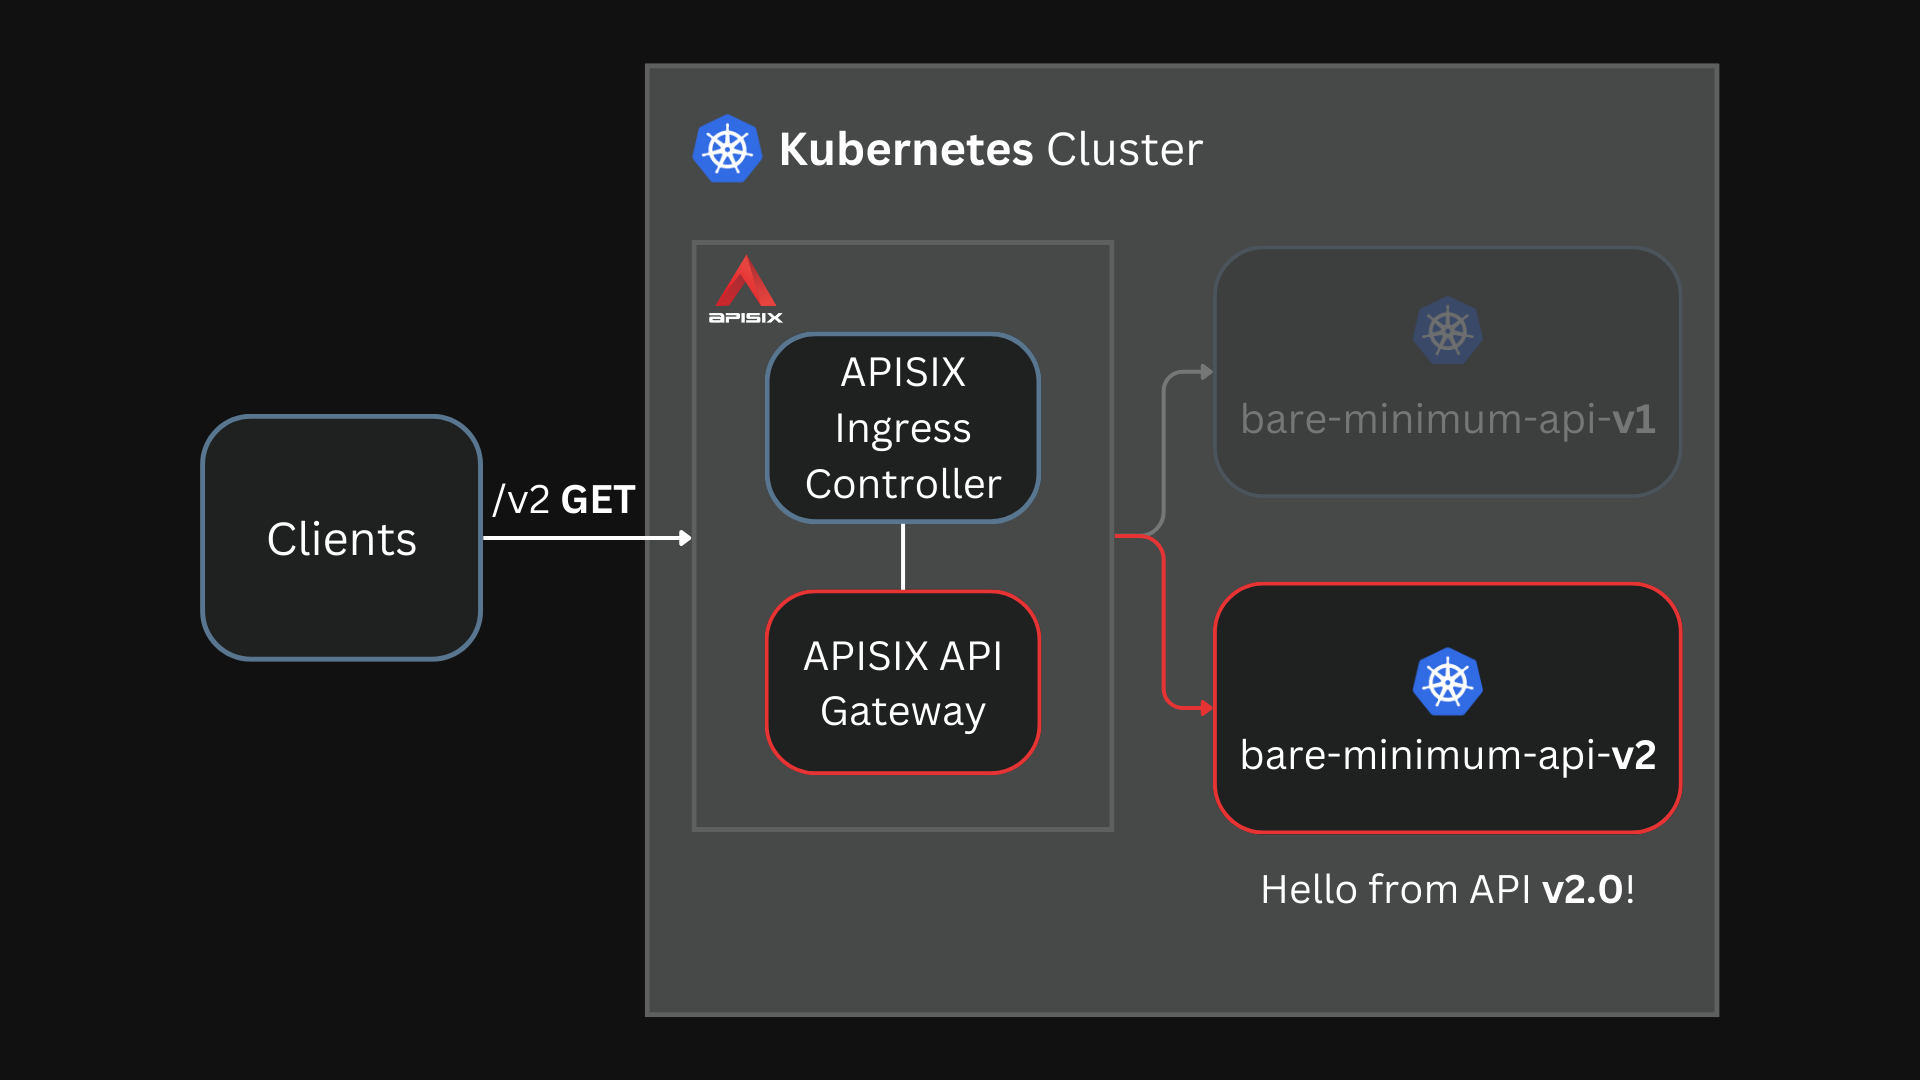 Kubernetes Cluster
APISIX
APISIX
Ingress
Controller
bare-minimum-api-v1
/v2 GET
Clients
APISIX API
Gateway
bare-minimum-api-v2
Hello from API v2.0!